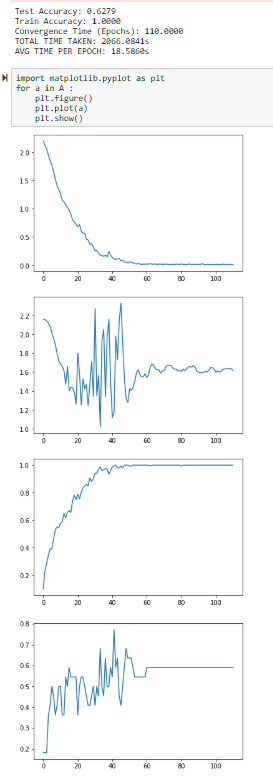 Test Accuracy: 0.6279
Train Accuracy: 1.0000
Convergence Time (Epochs): 110.0000
TOTAL TIME TAKEN: 2066.0841s
AVG TIME PER EPOCH: 18.5860s
import matplotlib.pyplot as plt
for a in A :
    plt.figure()
    plt.plot(a)
    plt.show()
2.0
1.5
1.0
0.5
0.0
0 20 40 60 80 100
2.2
2.0
1.8
1.6
1.4
1.2
1.0
0 20 40 60 80 100
1.0
0.8
0.6
0.4
0.2
0 20 40 60 80 100
0.8
0.7
0.6
0.5
0.4
0.3
0.2
0 20 40 60 80 100